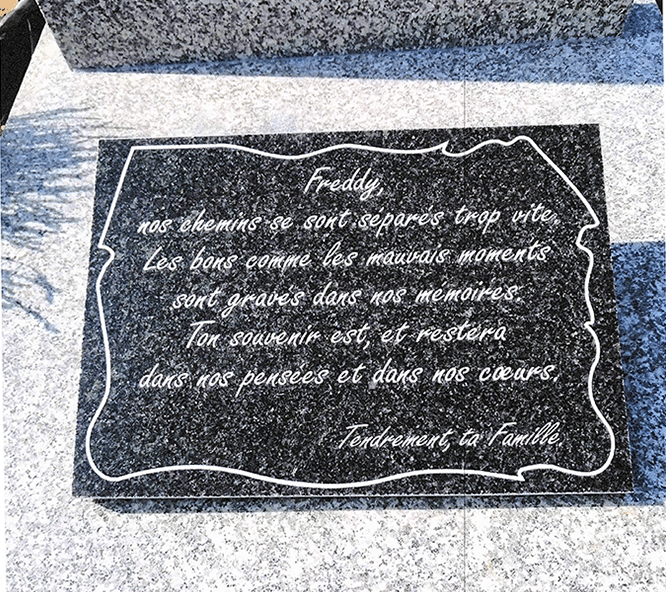 Freddy,
nos chemins se sont séparés trop vite.
Les bons comme les mauvais moments
sont gravés dans nos mémoires.
Ton souvenir est, et restera
dans nos pensées et dans nos cœurs.
Tendrement, ta Famille